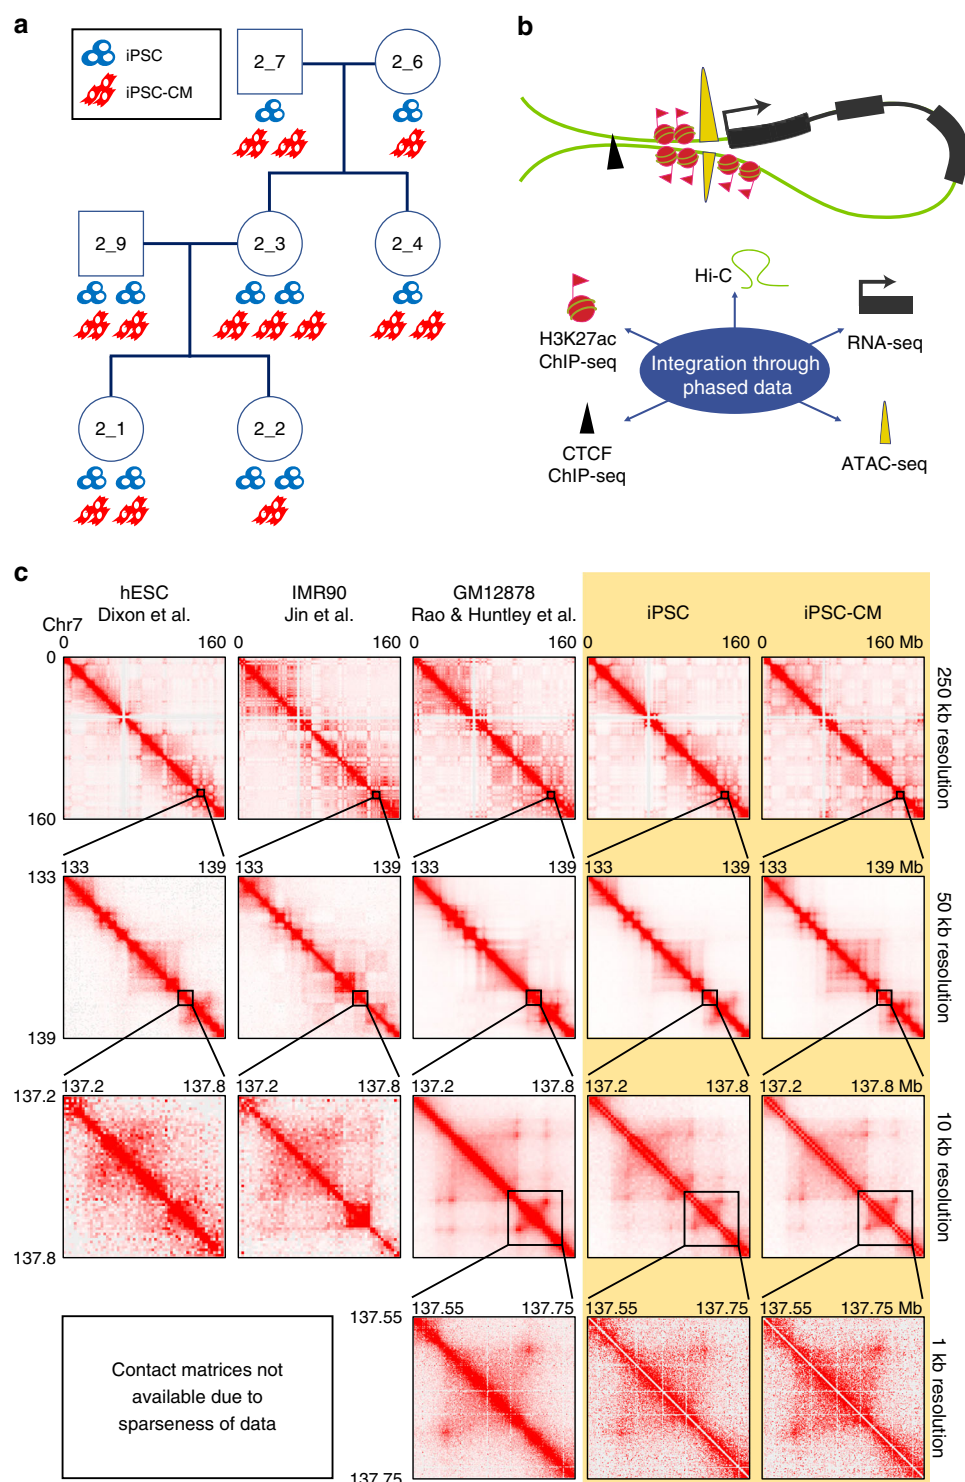 a
iPSC
iPSC-CM
2_7
2_6
2_9
2_3
2_4
2_1
2_2
b
Hi-C
H3K27ac
ChIP-seq
RNA-seq
Integration through
phased data
CTCF
ChIP-seq
ATAC-seq
c
hESC
Dixon et al.
IMR90
Jin et al.
GM12878
Rao & Huntley et al.
iPSC
iPSC-CM
Chr7
0 160
0 160
0 160
0 160
0 160 Mb
0
160
250 kb resolution
133 139
133 139
133 139
133 139
133 139 Mb
133
139
50 kb resolution
137.2 137.8
137.2 137.8
137.2 137.8
137.2 137.8
137.2 137.8 Mb
137.2
137.8
10 kb resolution
137.55 137.75
137.55 137.75
137.55 137.75 Mb
137.55
137.75
1 kb resolution
Contact matrices not
available due to
sparseness of data